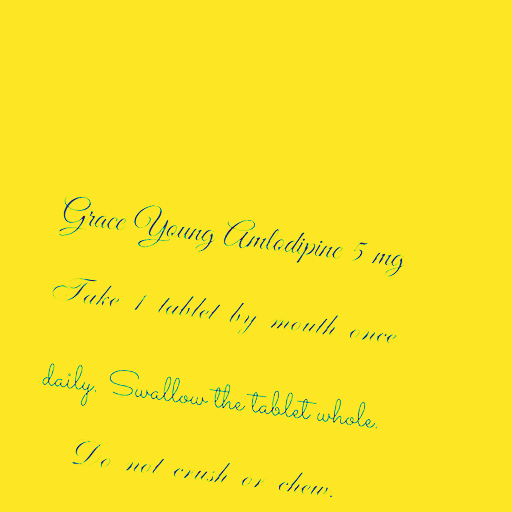 Grace Young Amlodipine 5 mg
Take 1 tablet by mouth once
daily. Swallow the tablet whole.
Do not crush or chew.